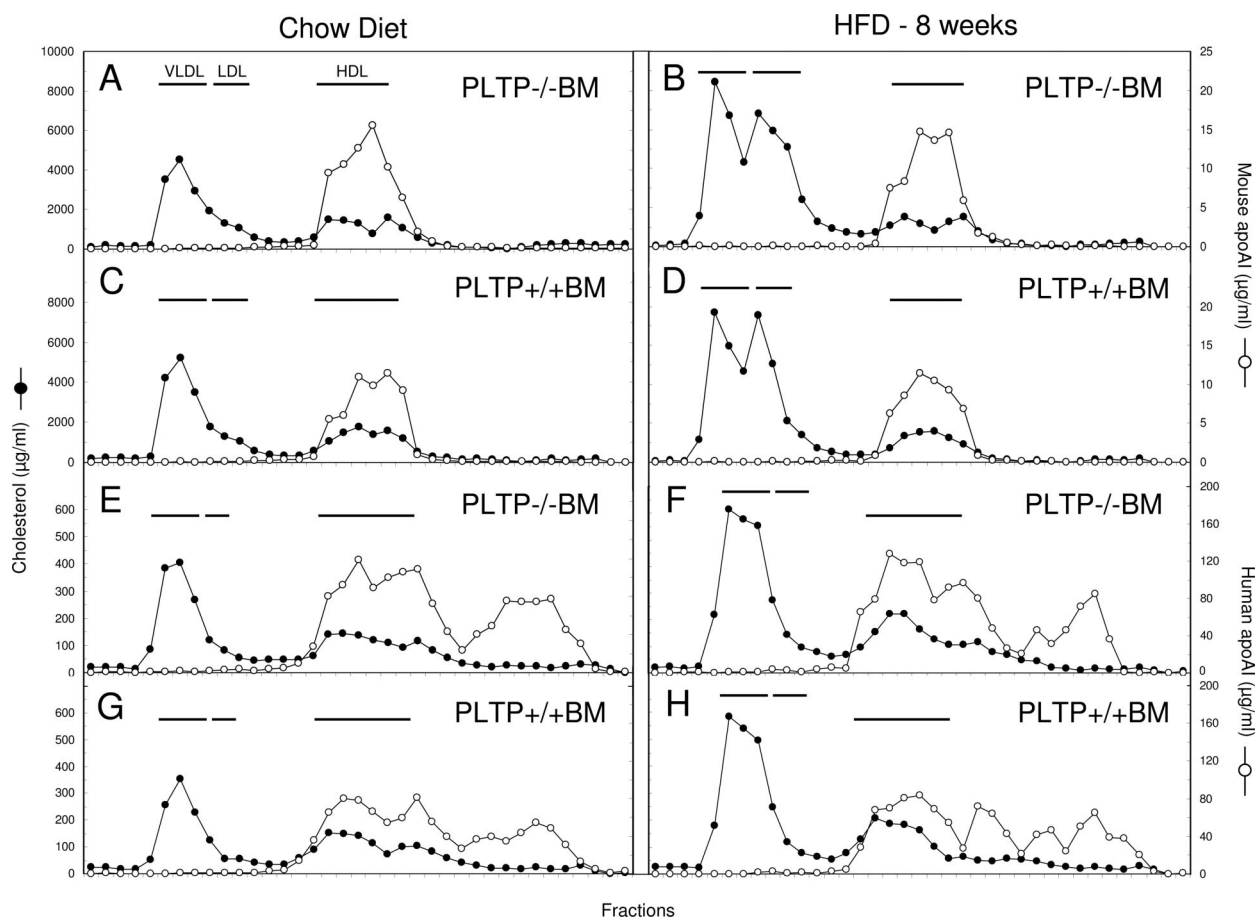 Chow Diet
HFD - 8 weeks
A
VLDL LDL HDL
PLTP-/-BM
10000
8000
6000
4000
2000
0
B
PLTP-/-BM
25
20
15
10
5
0
C
PLTP+/+BM
8000
6000
4000
2000
0
D
PLTP+/+BM
20
15
10
5
0
E
PLTP-/-BM
600
500
400
300
200
100
0
F
PLTP-/-BM
200
160
120
80
40
0
G
PLTP+/+BM
600
500
400
300
200
100
0
H
PLTP+/+BM
200
160
120
80
40
0
Cholesterol (µg/ml)
Mouse apoAI (µg/ml)
Human apoAI (µg/ml)
Fractions